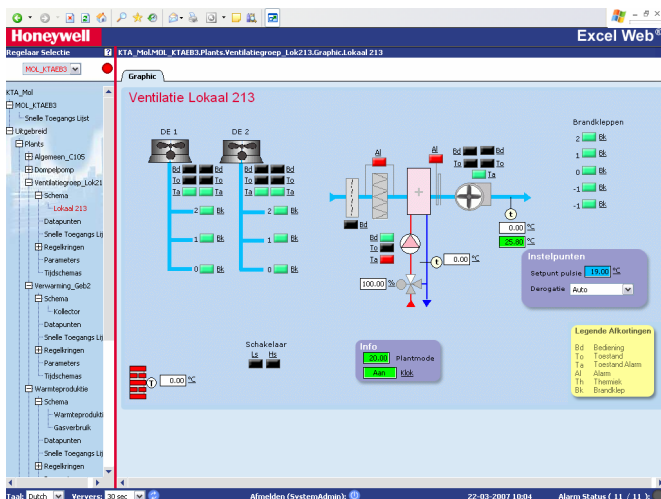 Honeywell
Excel Web®
Regelaar Selectie ?
KTA_Mol.MOL_KTAEB3.Plants.Ventilatiegroep_Lok213.Graphic.Lokaal 213
MOL_KTAEB3
Graphic
KTA_Mol
MOL_KTAEB3
Snelle Toegangs Lijst
Uitgebreid
Plants
Algemeen_C105
Dompelpomp
Ventilatiegroep_Lok21
Schema
Lokaal 213
Datapunten
Snelle Toegangs Lij
Regelkringen
Parameters
Tijdschemas
Verwarming_Geb2
Schema
Kollector
Datapunten
Snelle Toegangs Lij
Regelkringen
Parameters
Tijdschemas
Warmteproduktie
Schema
Warmteprodukti
Gasverbruik
Datapunten
Snelle Toegangs Lij
Regelkringen
Ventilatie Lokaal 213
DE 1
DE 2
Bd Bd
To To
Ta Ta
2 Bk
1 Bk
0 Bk
Bd Bd
To To
Ta Ta
2 Bk
1 Bk
0 Bk
Al
Al
Bd Bd
To To
Ta
Bd
Bd
To
Ta
+
t
0.00 °C
25.80 °C
t
0.00 °C
100.00 %
Brandkleppen
2 Bk
1 Bk
0 Bk
-1 Bk
-1 Bk
Instelpunten
Setpunt pulsie 19.00 °C
Derogatie Auto
Schakelaar
Ls Hs
Info
20.00 Plantmode
Aan Klok
T 0.00 °C
Legende Afkortingen
Bd Bediening
To Toestand
Ta Toestand Alarm
Al Alarm
Th Thermiek
Bk Brandklep
Taal: Dutch Ververs: 30 sec
Afmelden (SystemAdmin):
22-03-2007 10:04
Alarm Status ( 11 / 11 ):